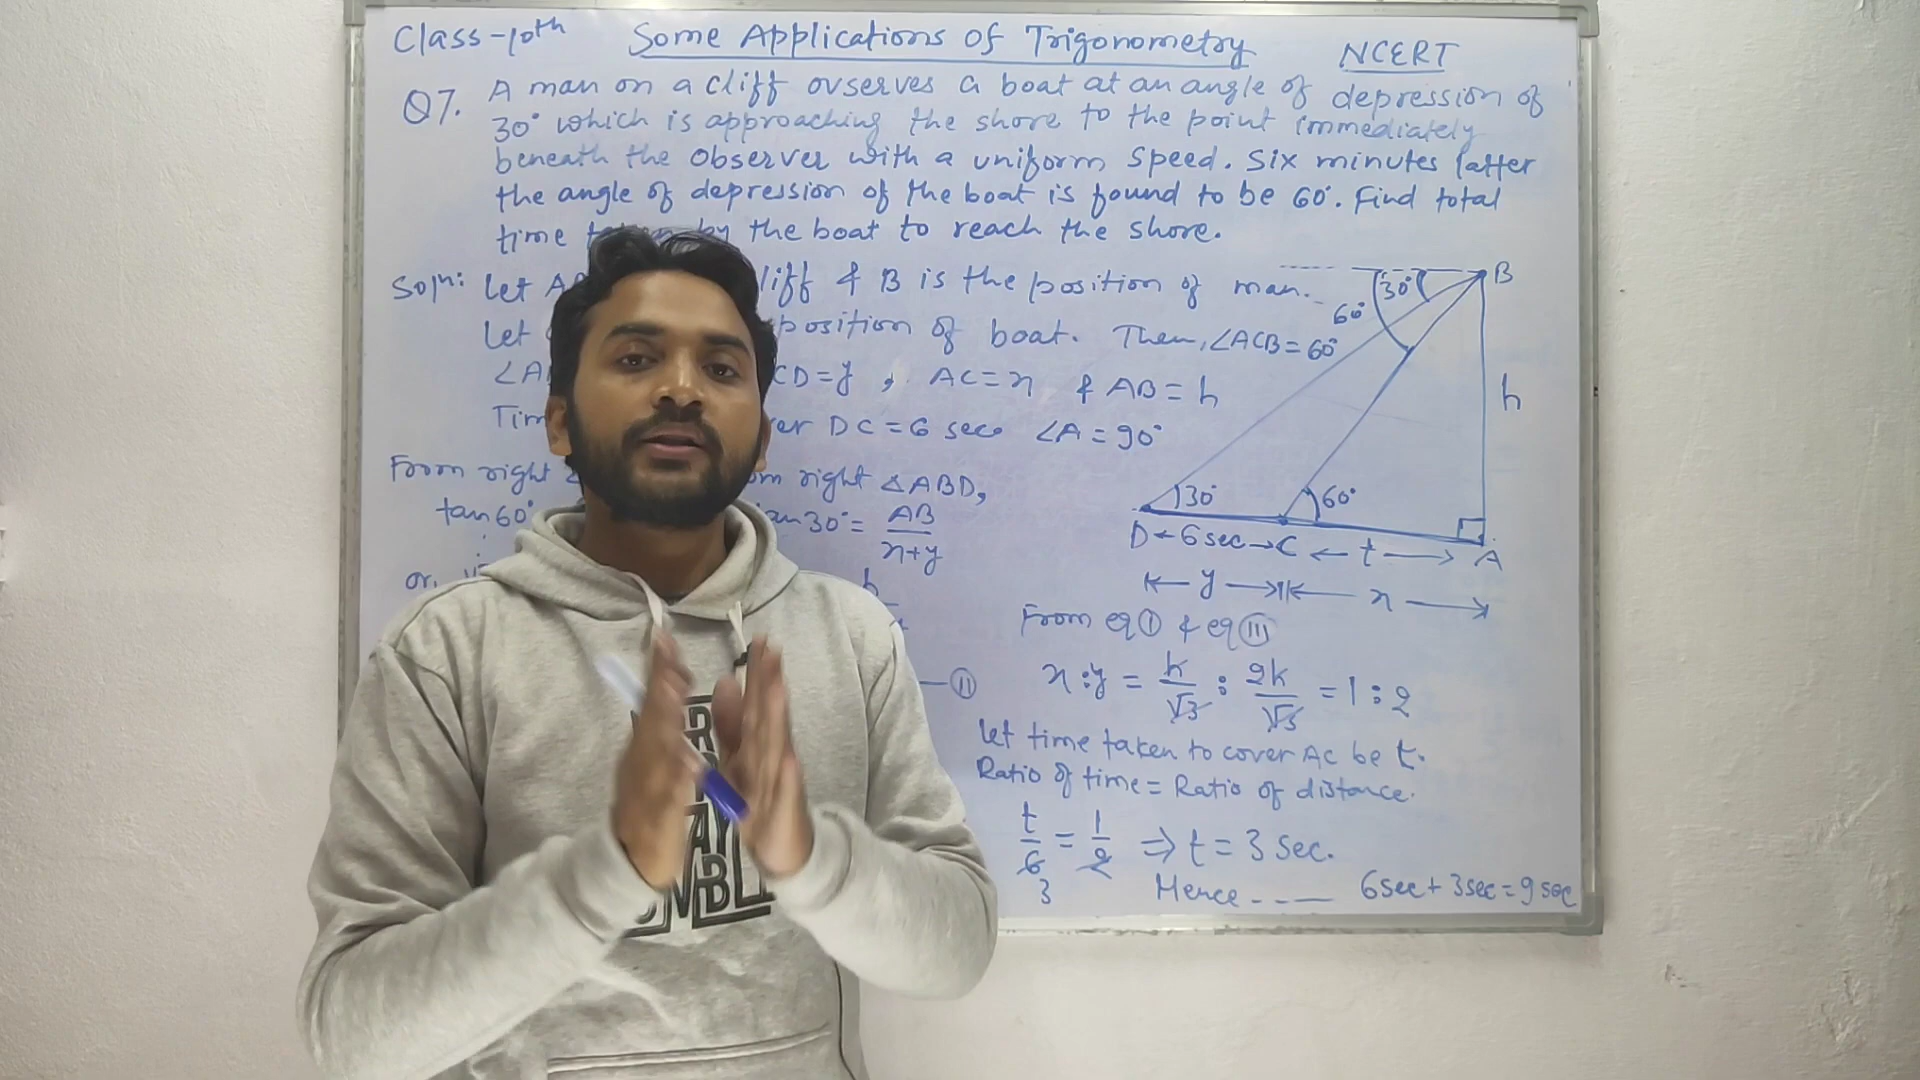 Class-10th Some Applications of Trigonometry NCERT
Q7. A man on a cliff ovserves a boat at an angle of depression of
30° which is approaching the shore to the point immediately
beneath the observer with a uniform speed. Six minutes latter
the angle of depression of the boat is found to be 60°. Find total
time by the boat to reach the shore.
Soln: Let & B is the position of man.
Let position of boat. Then, ∠ACB = 60°
CD = y, AC = x & AB = h
DC = 6 sec ∠A = 90°
From right right △ABD,
tan 60° tan 30° = AB
x+y
or,
h
II
B
30°
60°
h
30° 60°
D ← 6 sec → C ← t → A
← y → ← x →
From eq I & eq III
x : y = h/√3 : 2h/√3 = 1 : 2
Let time taken to cover AC be t.
Ratio of time = Ratio of distance.
t/6 = 1/2 ⇒ t = 3 sec.
3
Hence ---- 6 sec + 3 sec = 9 sec